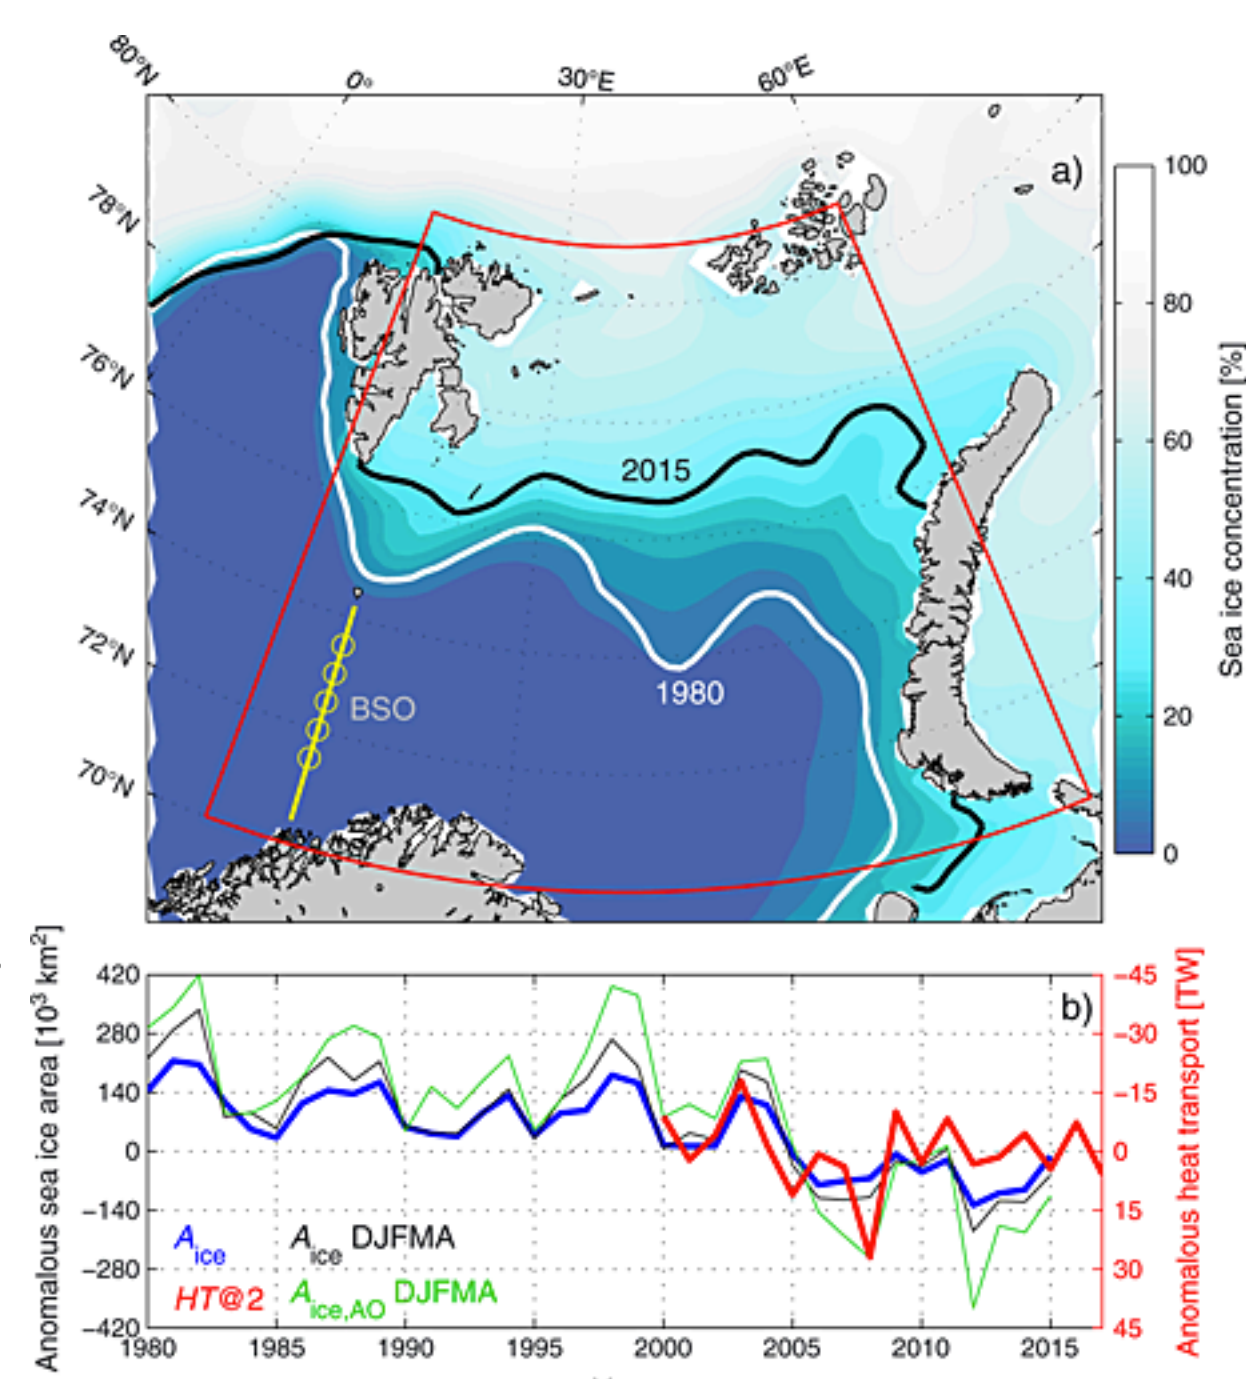 80°N
0°
30°E
60°E
a)
78°N
76°N
74°N
72°N
70°N
2015
1980
BSO
100
80
60
40
20
0
Sea ice concentration [%]
b)
Anomalous sea ice area [10³ km²]
420
280
140
0
−140
−280
−420
−45
−30
−15
0
15
30
45
Anomalous heat transport [TW]
Aice
Aice DJFMA
HT@2
Aice,AO DJFMA
1980 1985 1990 1995 2000 2005 2010 2015